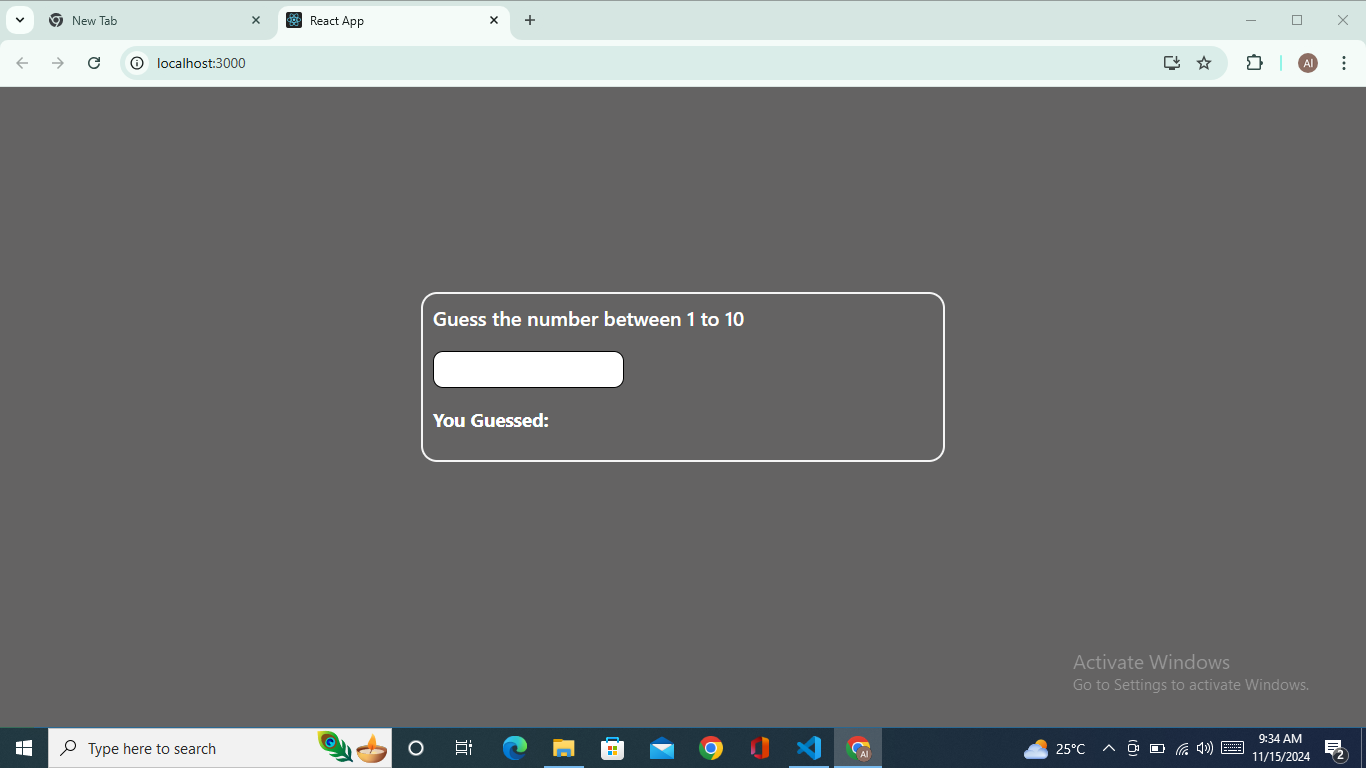 New Tab
React App
localhost:3000
AI
Guess the number between 1 to 10
You Guessed:
Activate Windows
Go to Settings to activate Windows.
Type here to search
AI
25°C
9:34 AM
11/15/2024
2